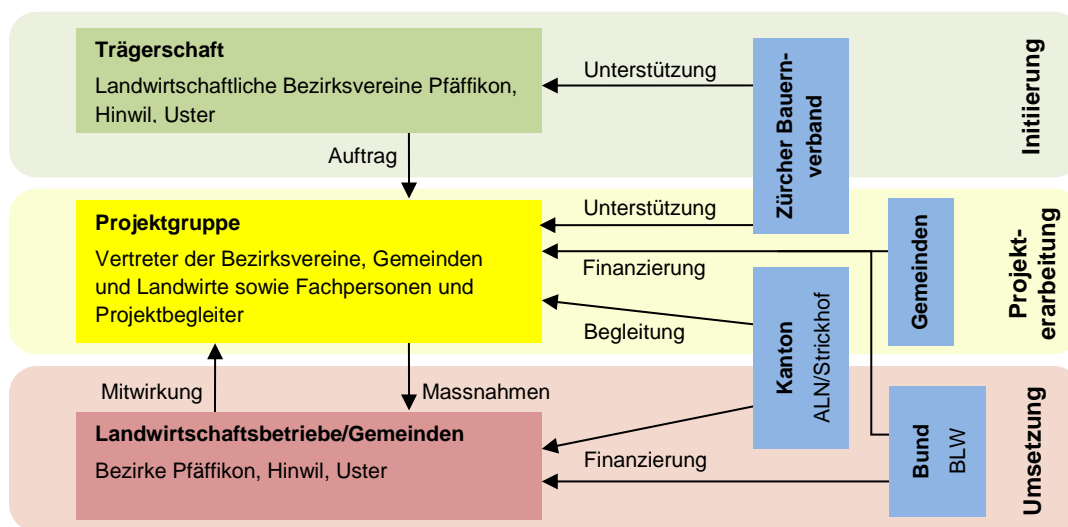 Trägerschaft
Landwirtschaftliche Bezirksvereine Pfäffikon,
Hinwil, Uster
Unterstützung
Zürcher Bauern-
verband
Initiierung
Auftrag
Projektgruppe
Vertreter der Bezirksvereine, Gemeinden
und Landwirte sowie Fachpersonen und
Projektbegleiter
Unterstützung
Finanzierung
Begleitung
Gemeinden
Projekt-
erarbeitung
Kanton
ALN/Strickhof
Mitwirkung
Massnahmen
Landwirtschaftsbetriebe/Gemeinden
Bezirke Pfäffikon, Hinwil, Uster
Finanzierung
Bund
BLW
Umsetzung